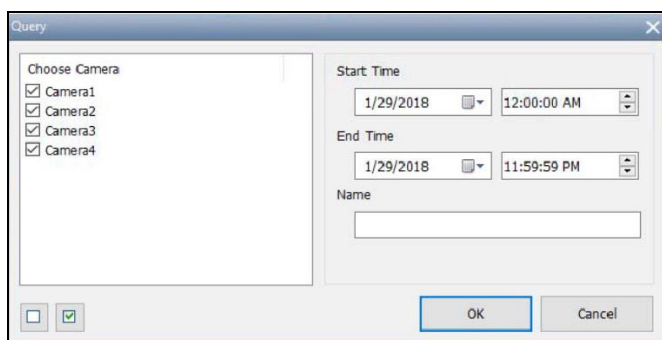 Query
Choose Camera
Camera1
Camera2
Camera3
Camera4
Start Time
1/29/2018 12:00:00 AM
End Time
1/29/2018 11:59:59 PM
Name
OK Cancel